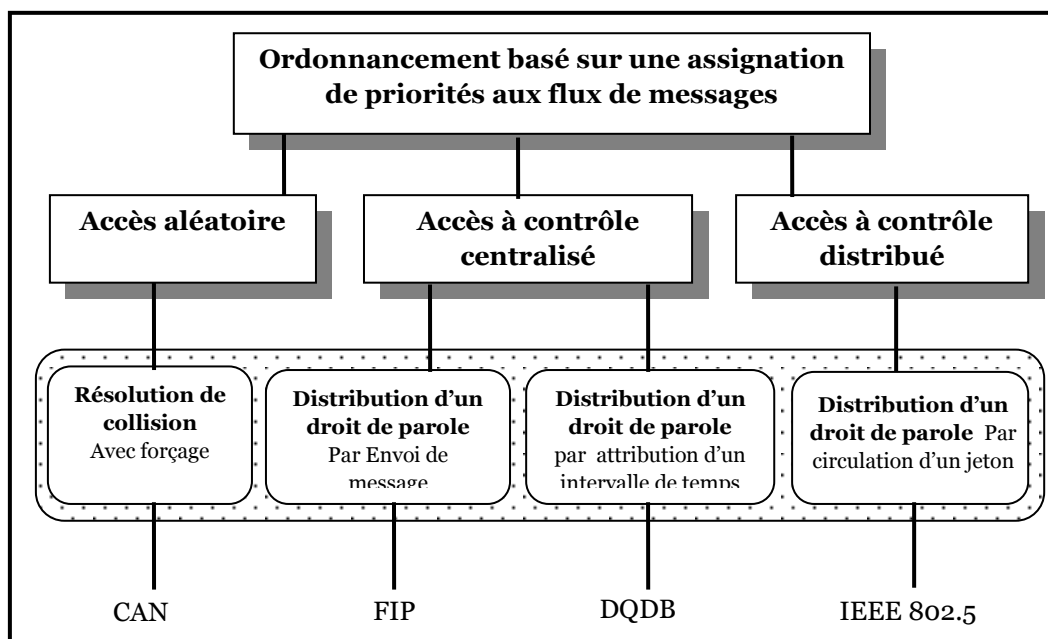 Ordonnancement basé sur une assignation
de priorités aux flux de messages
Accès aléatoire
Accès à contrôle
centralisé
Accès à contrôle
distribué
Résolution de
collision
Avec forçage
Distribution d’un
droit de parole
Par Envoi de
message
Distribution d’un
droit de parole
par attribution d’un
intervalle de temps
Distribution d’un
droit de parole Par
circulation d’un jeton
CAN
FIP
DQDB
IEEE 802.5